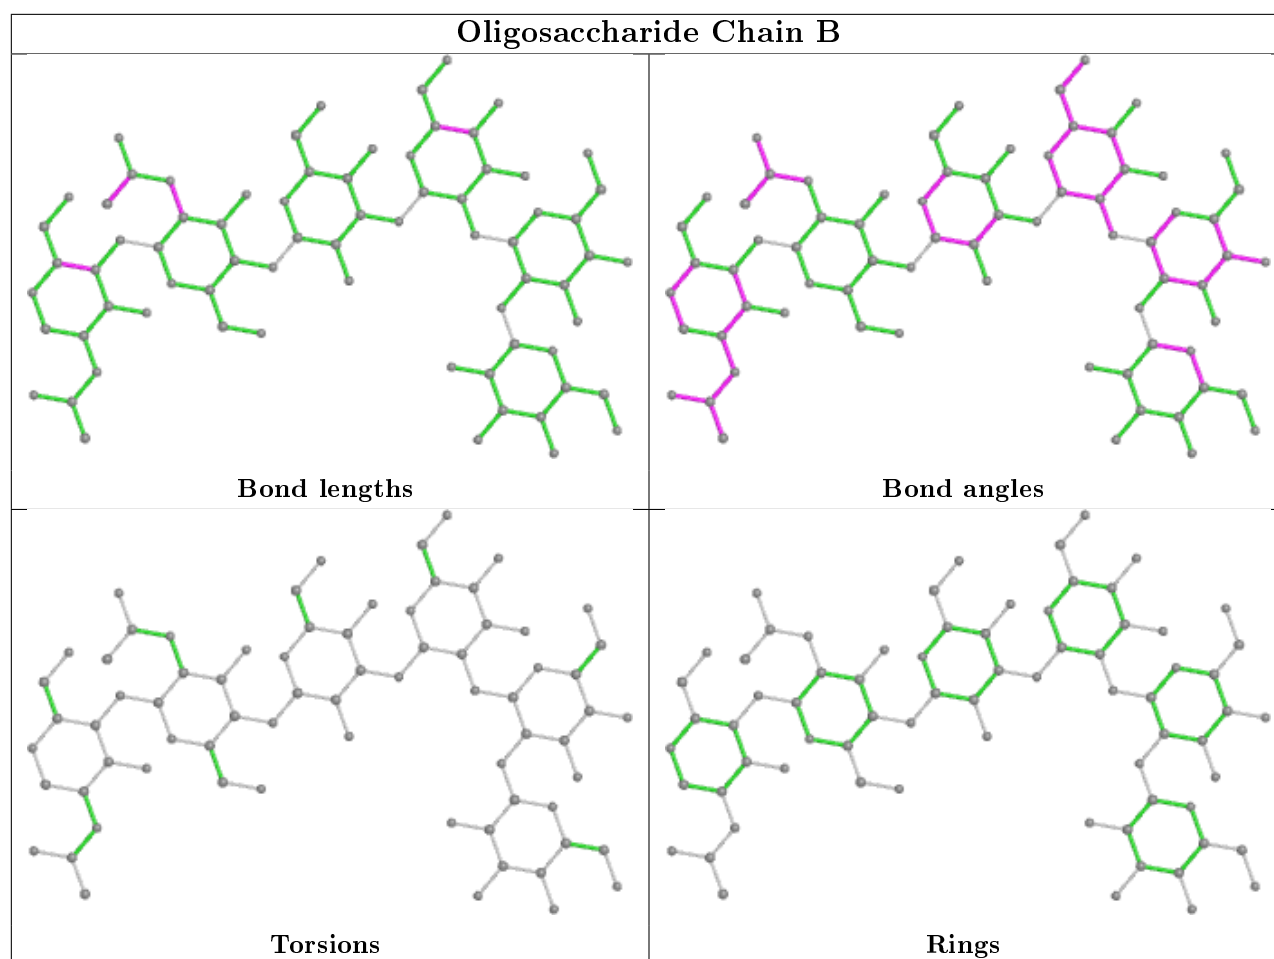 Oligosaccharide Chain B
Bond lengths
Bond angles
Torsions
Rings